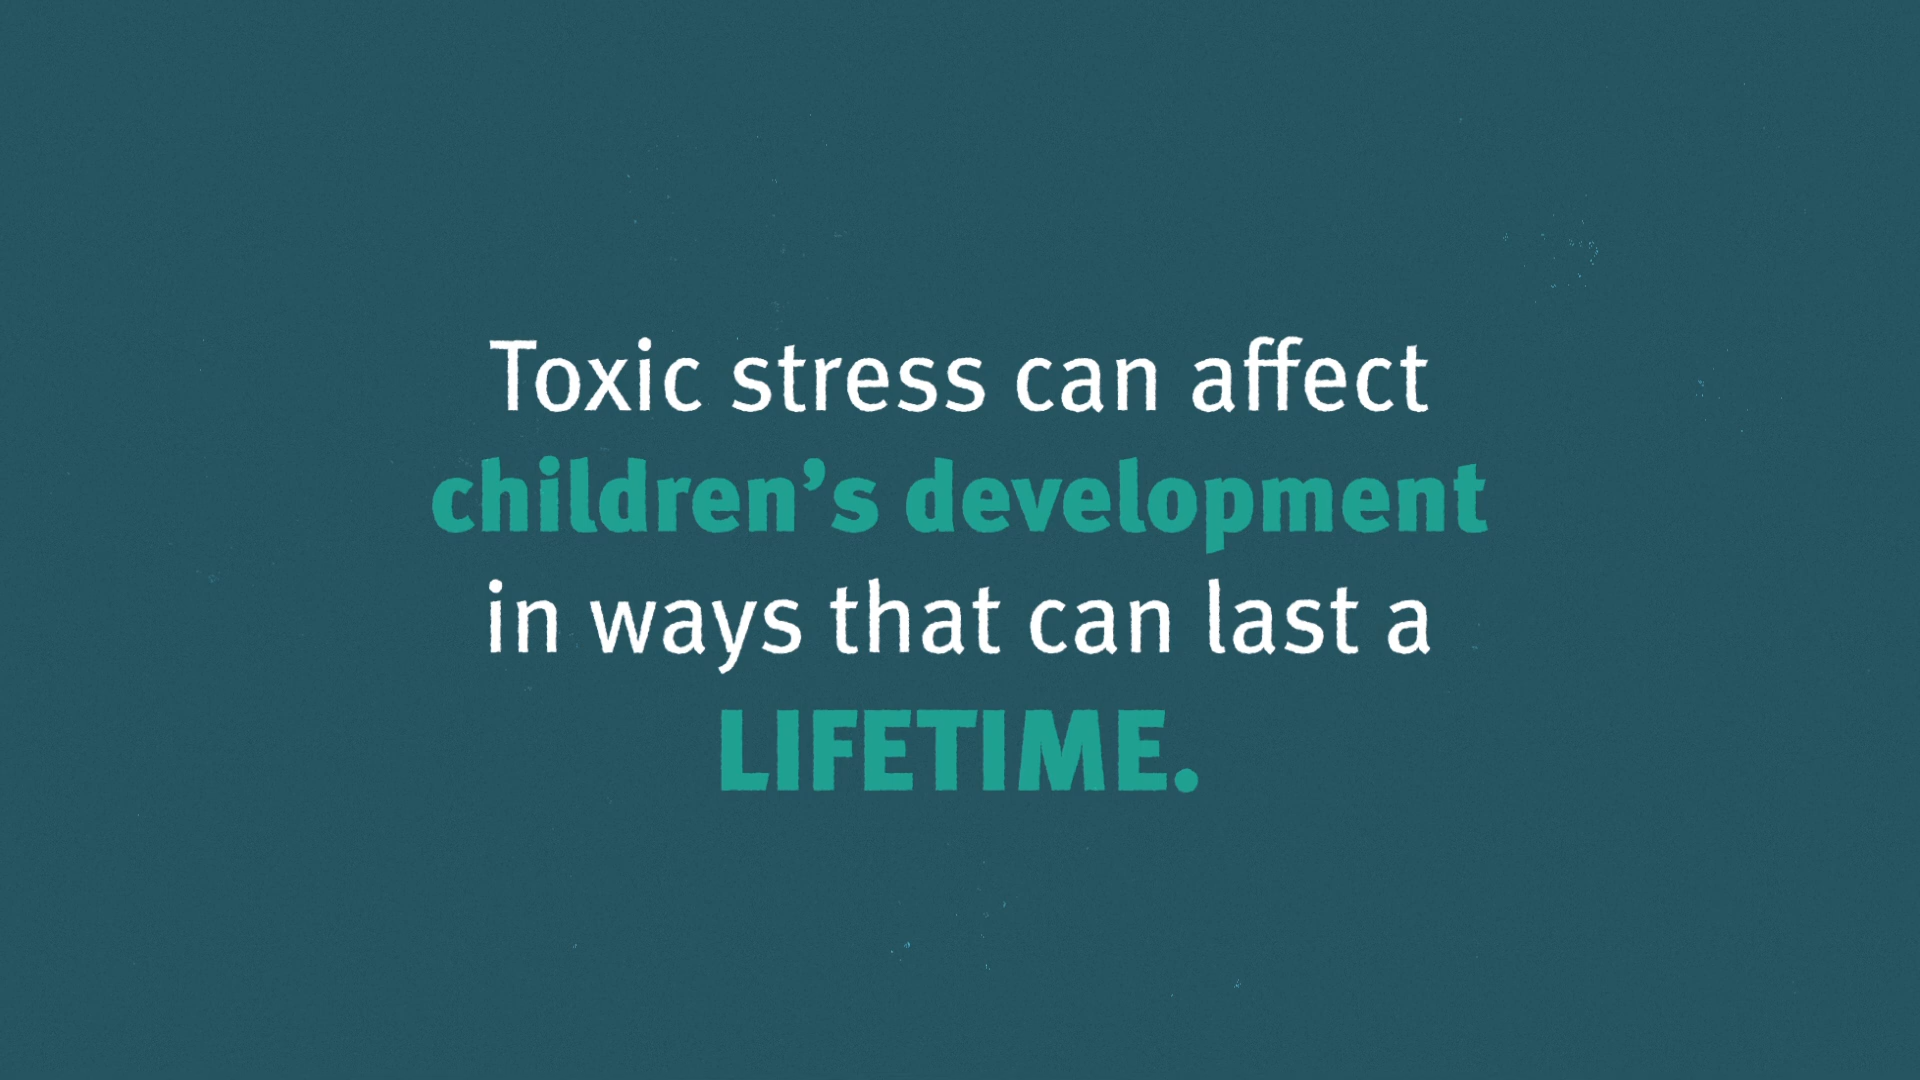 Toxic stress can affect
children’s development
in ways that can last a
LIFETIME.